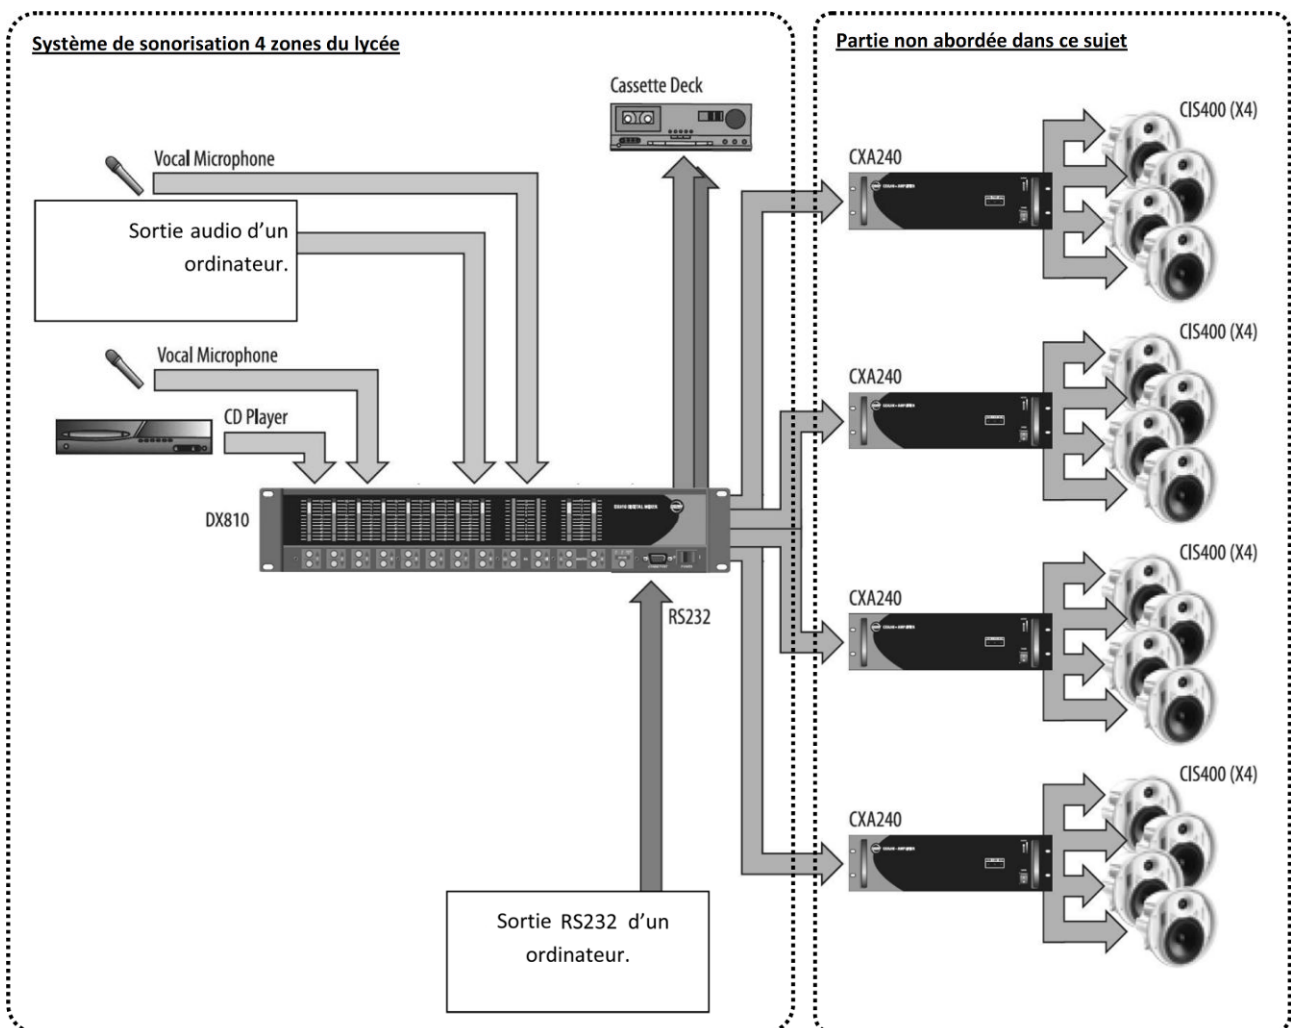 Système de sonorisation 4 zones du lycée
Partie non abordée dans ce sujet
Cassette Deck
CIS400 (X4)
Vocal Microphone
CXA240
Sortie audio d'un
ordinateur.
CIS400 (X4)
Vocal Microphone
CXA240
CD Player
DX810
CIS400 (X4)
CXA240
RS232
CIS400 (X4)
CXA240
Sortie RS232 d'un
ordinateur.